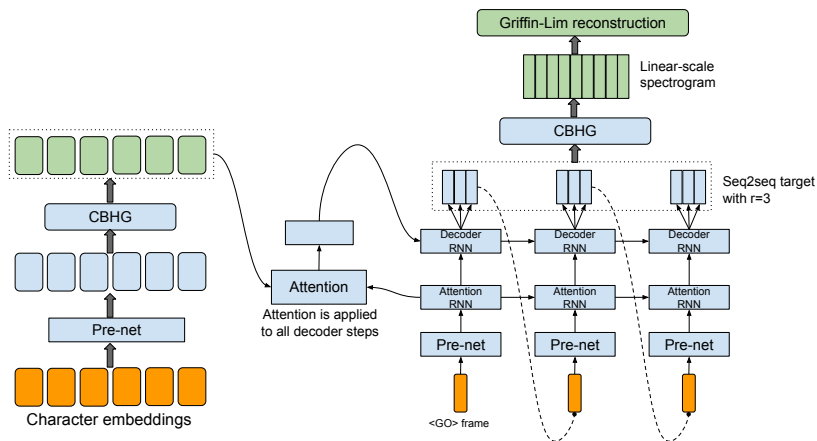 Griffin-Lim reconstruction
Linear-scale
spectrogram
CBHG
Seq2seq target
with r=3
CBHG
Decoder
RNN
Decoder
RNN
Decoder
RNN
Attention
Attention
RNN
Attention
RNN
Attention
RNN
Attention is applied
to all decoder steps
Pre-net
Pre-net
Pre-net
Pre-net
Character embeddings
<GO> frame